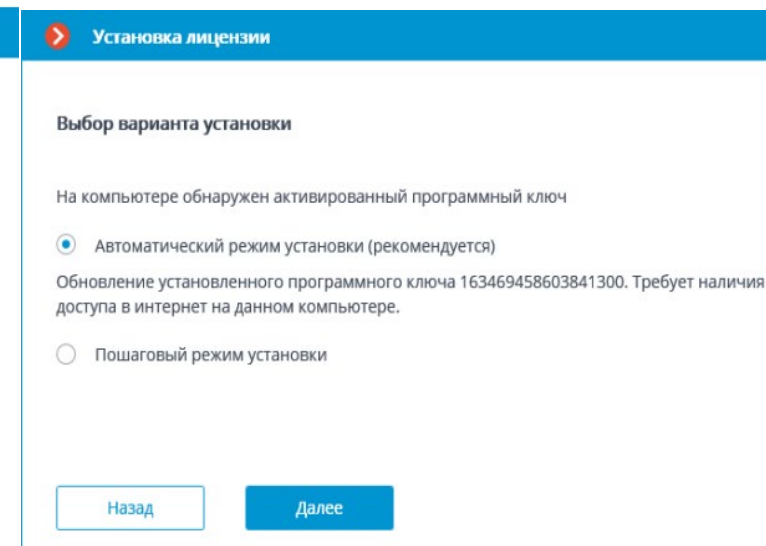 Установка лицензии
Выбор варианта установки
На компьютере обнаружен активированный программный ключ
Автоматический режим установки (рекомендуется)
Обновление установленного программного ключа 163469458603841300. Требует наличия
доступа в интернет на данном компьютере.
Пошаговый режим установки
Назад
Далее